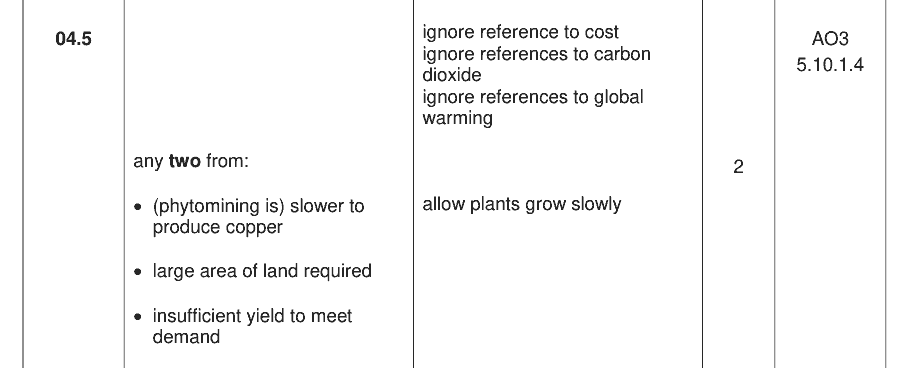 04.5
ignore reference to cost
ignore references to carbon
dioxide
ignore references to global
warming
AO3
5.10.1.4
any two from:
2
• (phytomining is) slower to
produce copper
allow plants grow slowly
• large area of land required
• insufficient yield to meet
demand